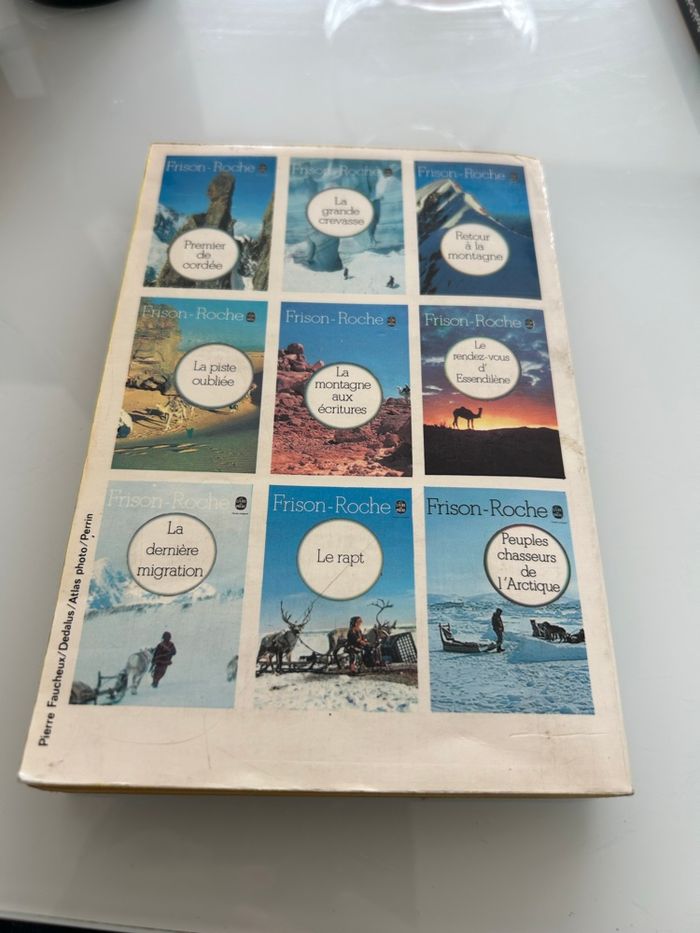 Frison-Roche
Premier
de
cordée
Frison-Roche
La
grande
crevasse
Frison-Roche
Retour
à la
montagne
Frison-Roche
La piste
oubliée
Frison-Roche
La
montagne
aux
écritures
Frison-Roche
Le
rendez-vous
d'
Essendilène
Frison-Roche
La
dernière
migration
Frison-Roche
Le rapt
Frison-Roche
Peuples
chasseurs
de
l'Arctique
Pierre Faucheux/Dedalus/Atlas photo/Perrin